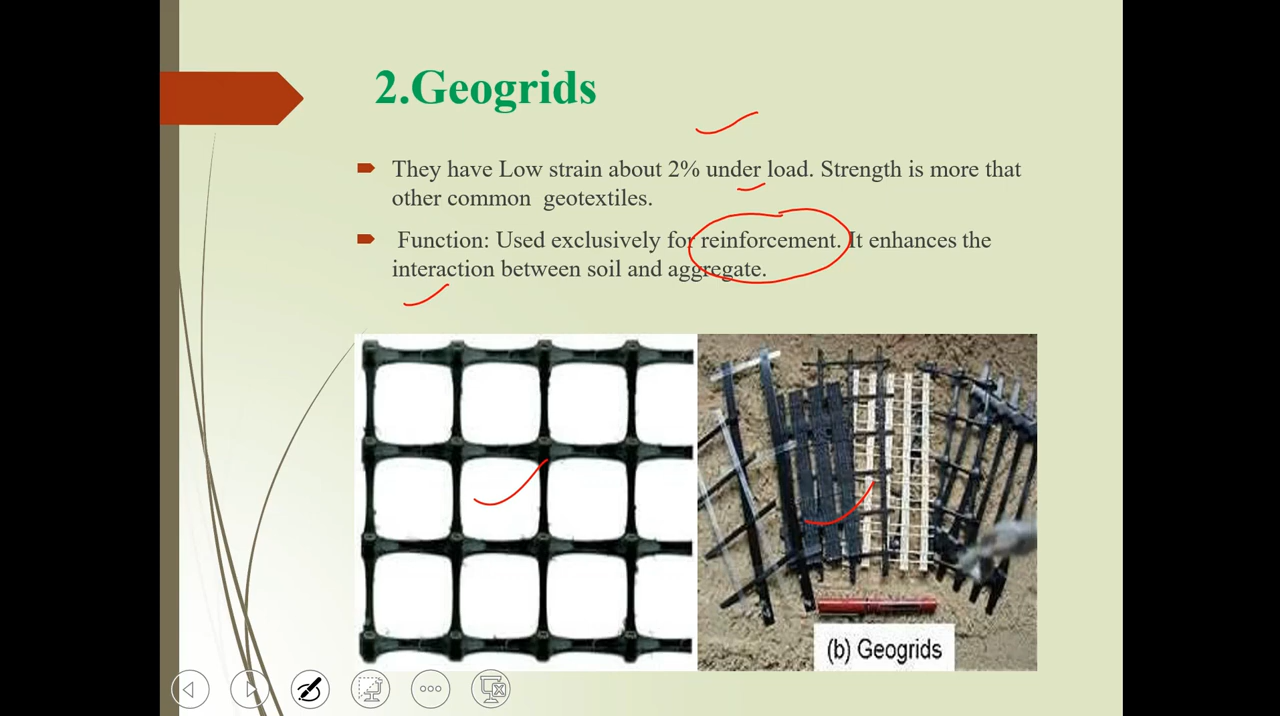 2.Geogrids
They have Low strain about 2% under load. Strength is more that
other common geotextiles.
Function: Used exclusively for reinforcement. It enhances the
interaction between soil and aggregate.
(b) Geogrids